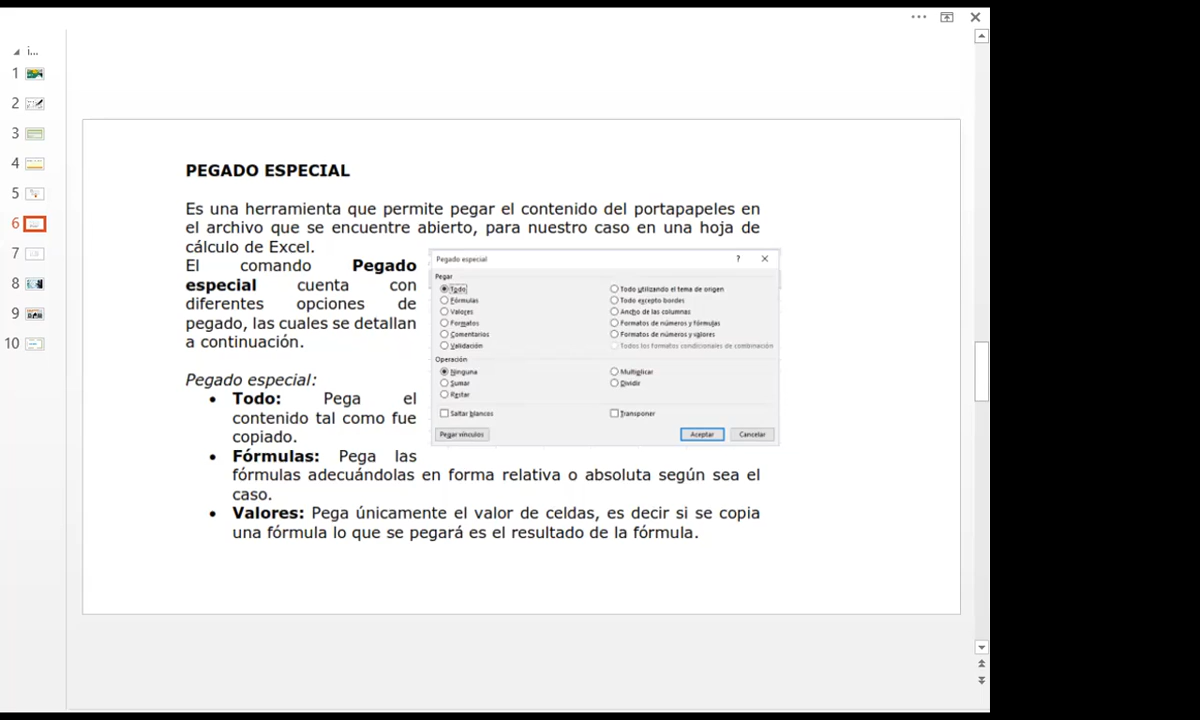 i...
1
2
3
4
5
6
7
8
9
10
PEGADO ESPECIAL
Es una herramienta que permite pegar el contenido del portapapeles en
el archivo que se encuentre abierto, para nuestro caso en una hoja de
cálculo de Excel.
El comando Pegado
especial cuenta con
diferentes opciones de
pegado, las cuales se detallan
a continuación.
Pegado especial:
• Todo: Pega el
contenido tal como fue
copiado.
• Fórmulas: Pega las
fórmulas adecuándolas en forma relativa o absoluta según sea el
caso.
• Valores: Pega únicamente el valor de celdas, es decir si se copia
una fórmula lo que se pegará es el resultado de la fórmula.
Pegado especial ?
Pegar
Todo
Fórmulas
Valores
Formatos
Comentarios
Validación
Todo utilizando el tema de origen
Todo excepto bordes
Ancho de las columnas
Formatos de números y fórmulas
Formatos de números y valores
Todos los formatos condicionales de combinación
Operación
Ninguna
Sumar
Restar
Multiplicar
Dividir
Saltar blancos
Transponer
Pegar vínculos
Aceptar
Cancelar